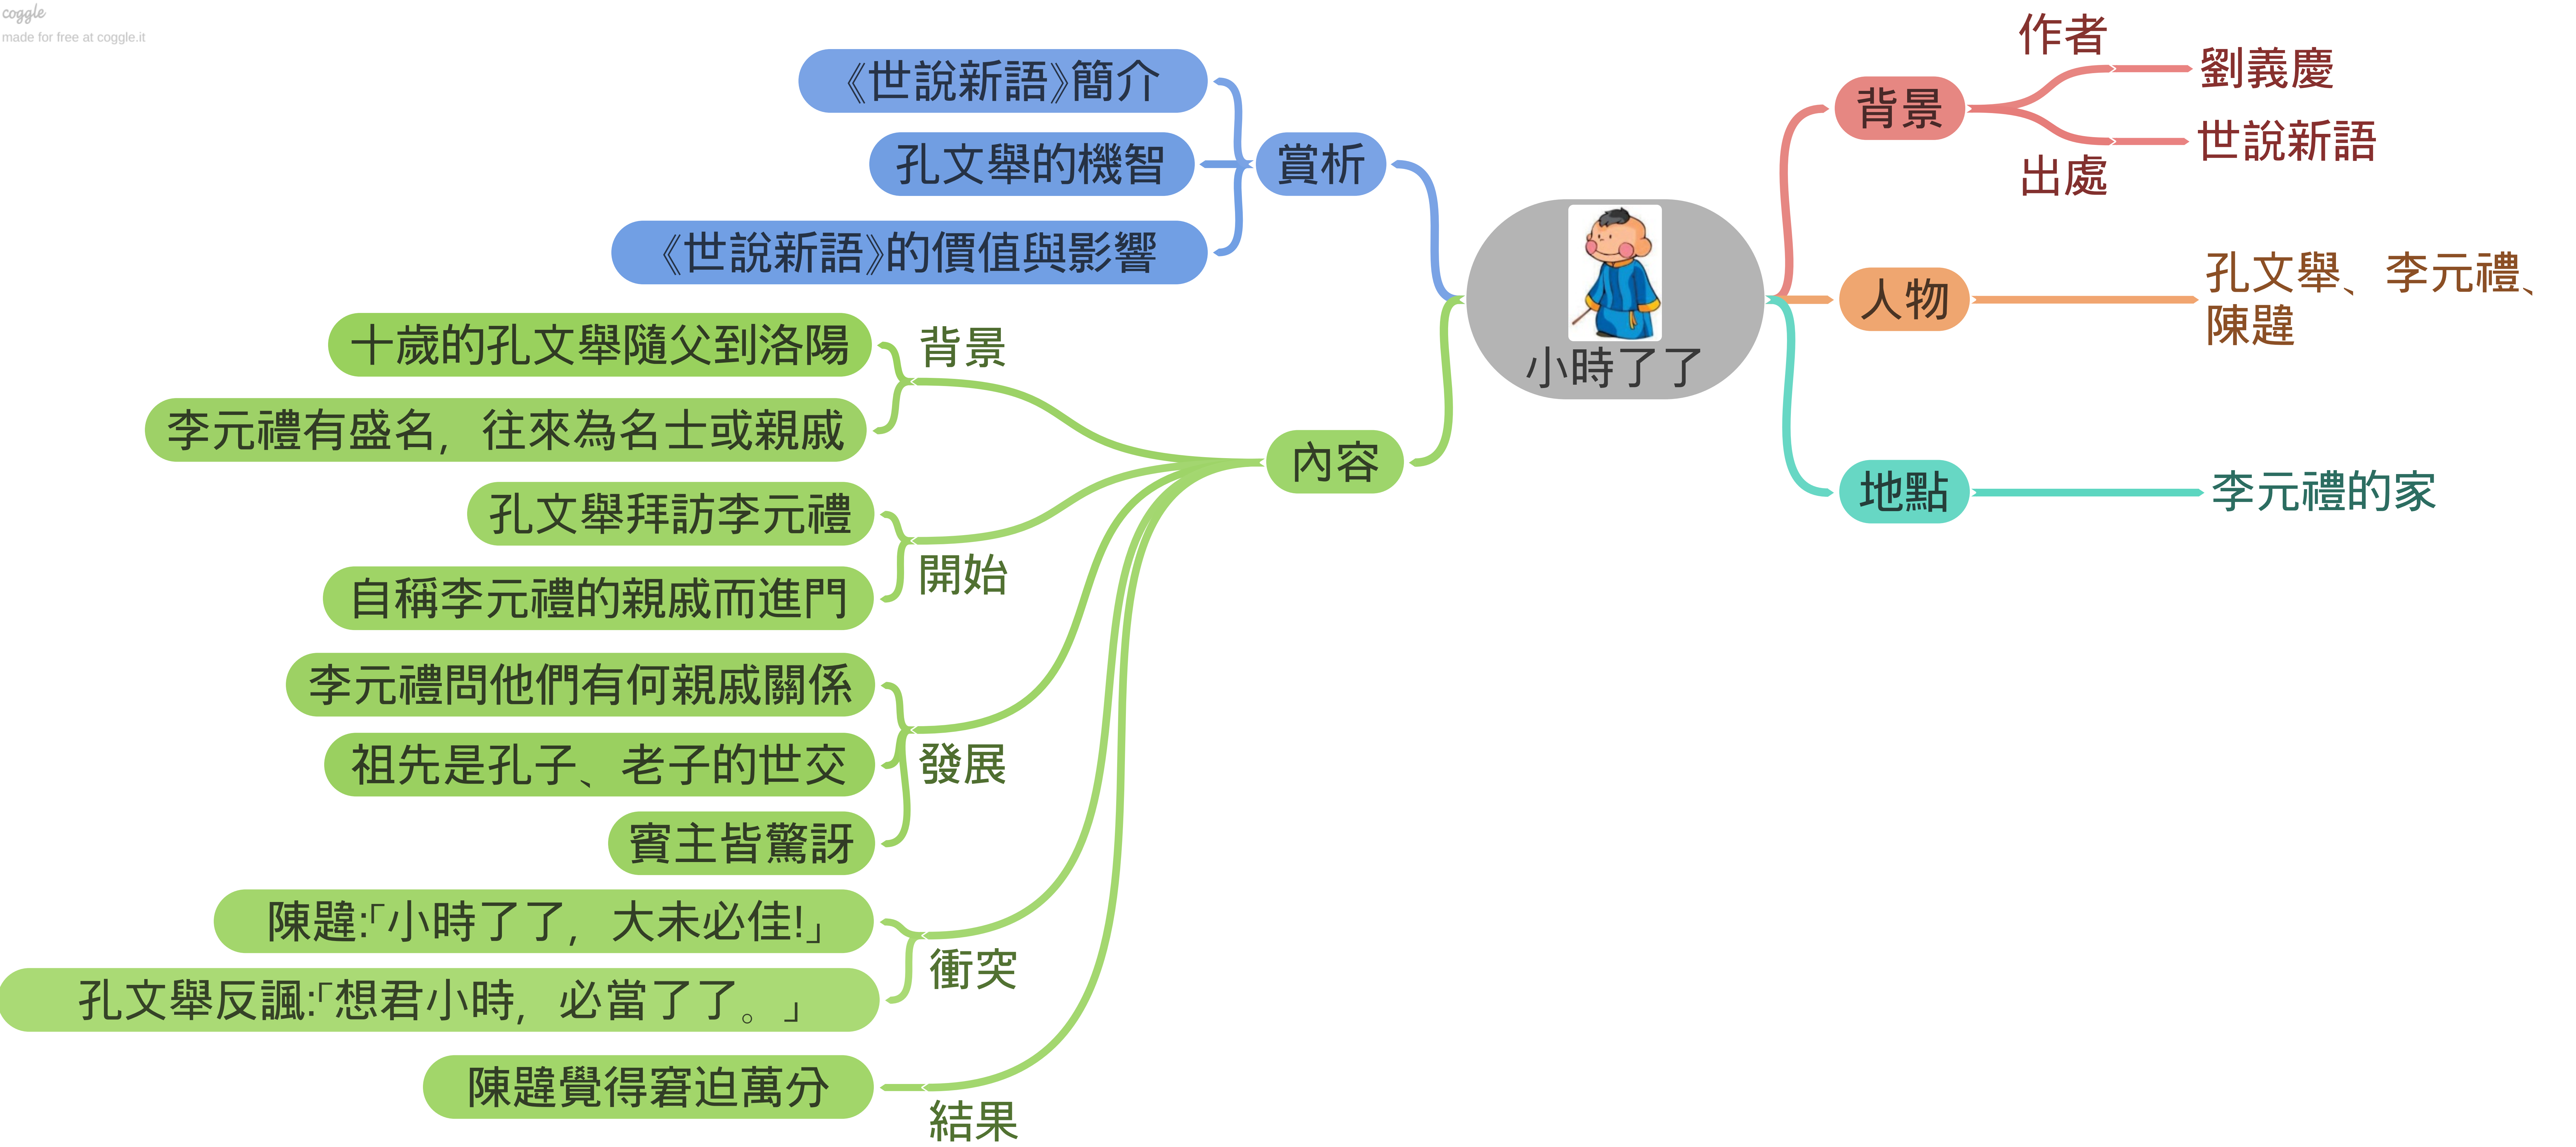 coggle
made for free at coggle.it
小時了了
背景
作者
劉義慶
出處
世說新語
人物
孔文舉、李元禮、
陳韙
地點
李元禮的家
賞析
《世說新語》簡介
孔文舉的機智
《世說新語》的價值與影響
內容
背景
十歲的孔文舉隨父到洛陽
李元禮有盛名，往來為名士或親戚
開始
孔文舉拜訪李元禮
自稱李元禮的親戚而進門
發展
李元禮問他們有何親戚關係
祖先是孔子、老子的世交
賓主皆驚訝
衝突
陳韙:「小時了了，大未必佳!」
孔文舉反諷:「想君小時，必當了了。」
結果
陳韙覺得窘迫萬分